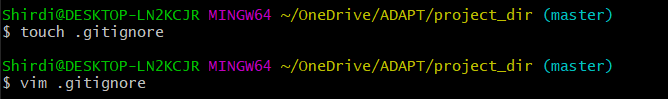 Shirdi@DESKTOP-LN2KCJR MINGW64 ~/OneDrive/ADAPT/project_dir (master)
$ touch .gitignore
Shirdi@DESKTOP-LN2KCJR MINGW64 ~/OneDrive/ADAPT/project_dir (master)
$ vim .gitignore